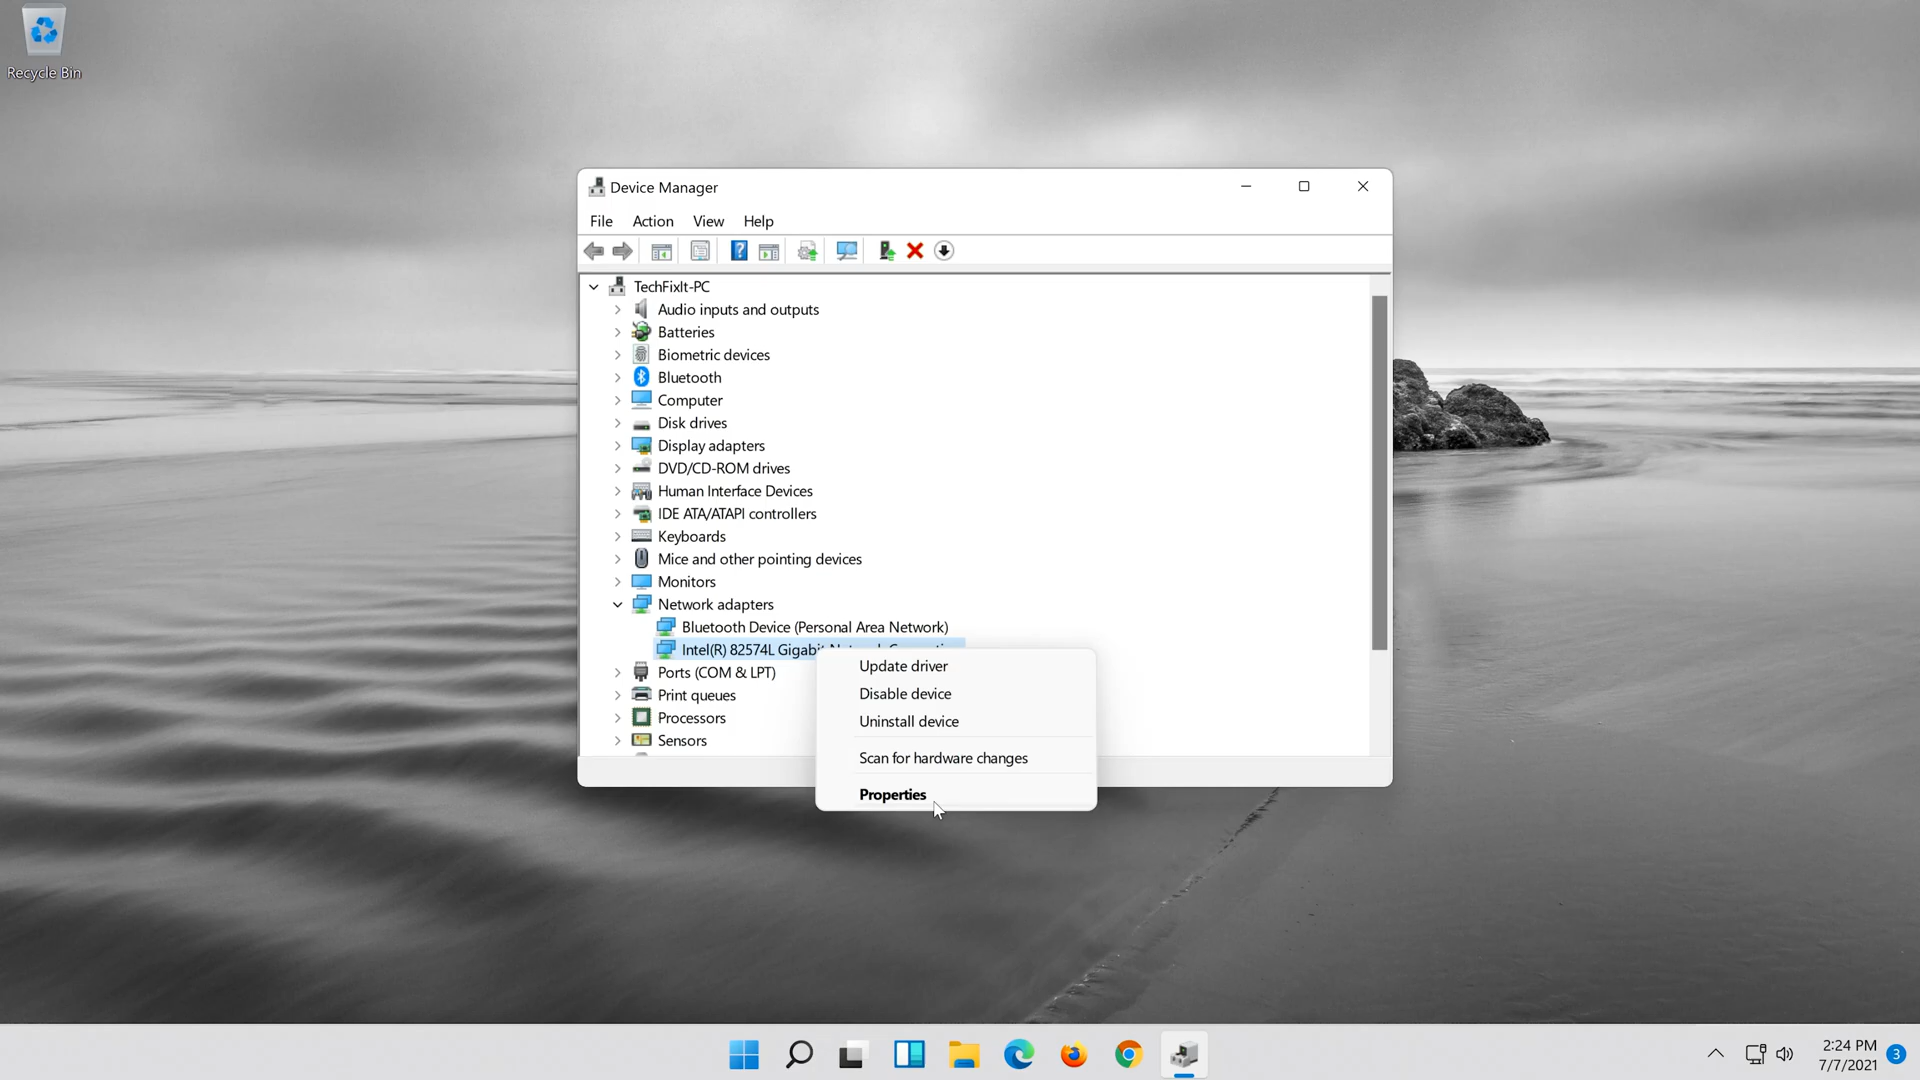 Recycle Bin
Device Manager
File Action View Help
TechFixIt-PC
Audio inputs and outputs
Batteries
Biometric devices
Bluetooth
Computer
Disk drives
Display adapters
DVD/CD-ROM drives
Human Interface Devices
IDE ATA/ATAPI controllers
Keyboards
Mice and other pointing devices
Monitors
Network adapters
Bluetooth Device (Personal Area Network)
Intel(R) 82574L Gigabit
Ports (COM & LPT)
Print queues
Processors
Sensors
Update driver
Disable device
Uninstall device
Scan for hardware changes
Properties
2:24 PM
7/7/2021
3